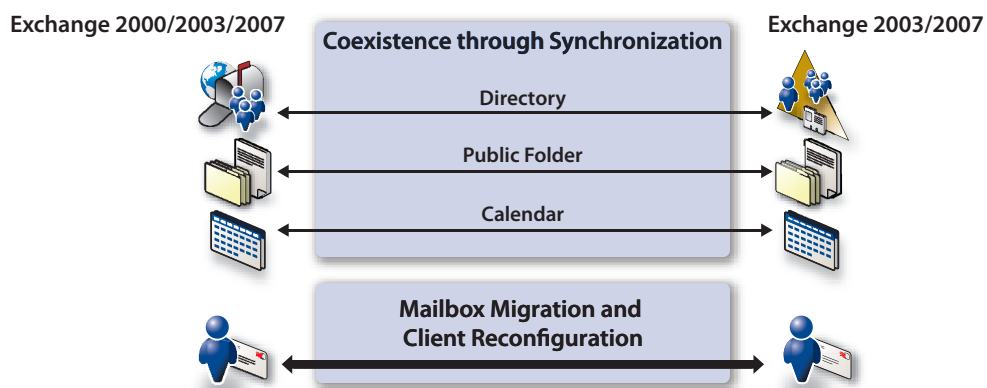 Exchange 2000/2003/2007
Exchange 2003/2007
Coexistence through Synchronization
Directory
Public Folder
Calendar
Mailbox Migration and
Client Reconfiguration